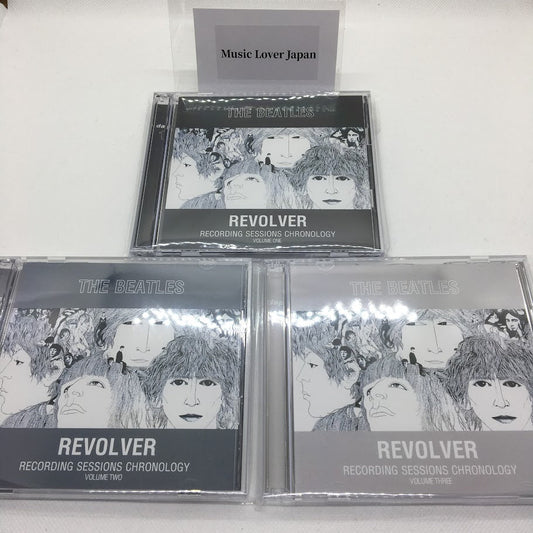 Music Lover Japan
THE BEATLES
REVOLVER
RECORDING SESSIONS CHRONOLOGY
VOLUME ONE
THE BEATLES
REVOLVER
RECORDING SESSIONS CHRONOLOGY
VOLUME TWO
THE BEATLES
REVOLVER
RECORDING SESSIONS CHRONOLOGY
VOLUME THREE